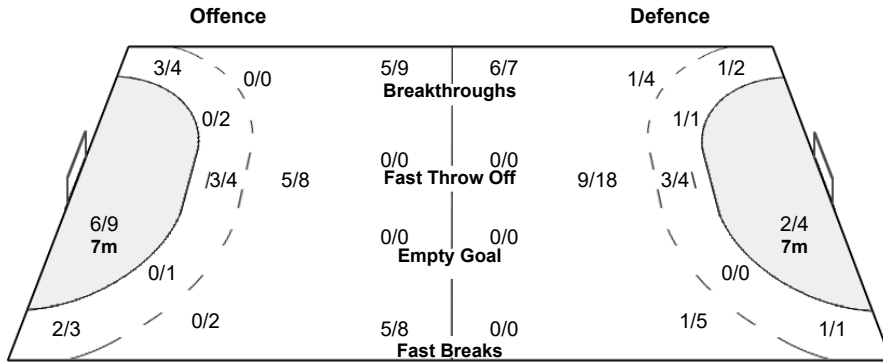 Offence Defence
3/4 0/0 5/9 6/7 1/4 1/2
Breakthroughs
0/2 1/1
0/0 0/0
3/4 5/8 Fast Throw Off 9/18 3/4
6/9 0/0 0/0 2/4
7m Empty Goal 7m
0/1 0/0
2/3 0/2 5/8 0/0 1/5 1/1
Fast Breaks